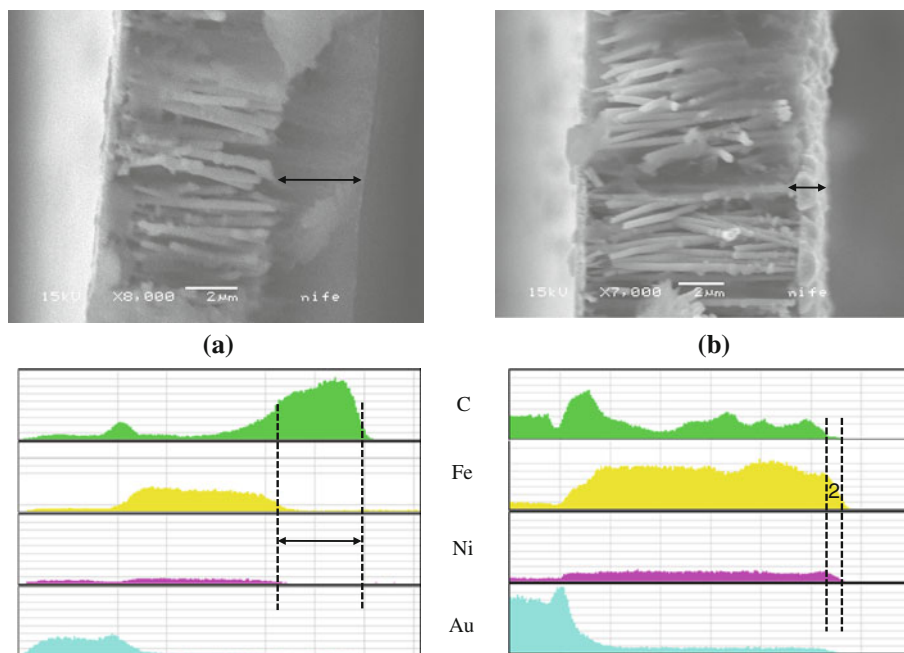 15kV X8,000 2μm nife
15kV X7,000 2μm nife
(a)
(b)
C
Fe
2
Ni
Au